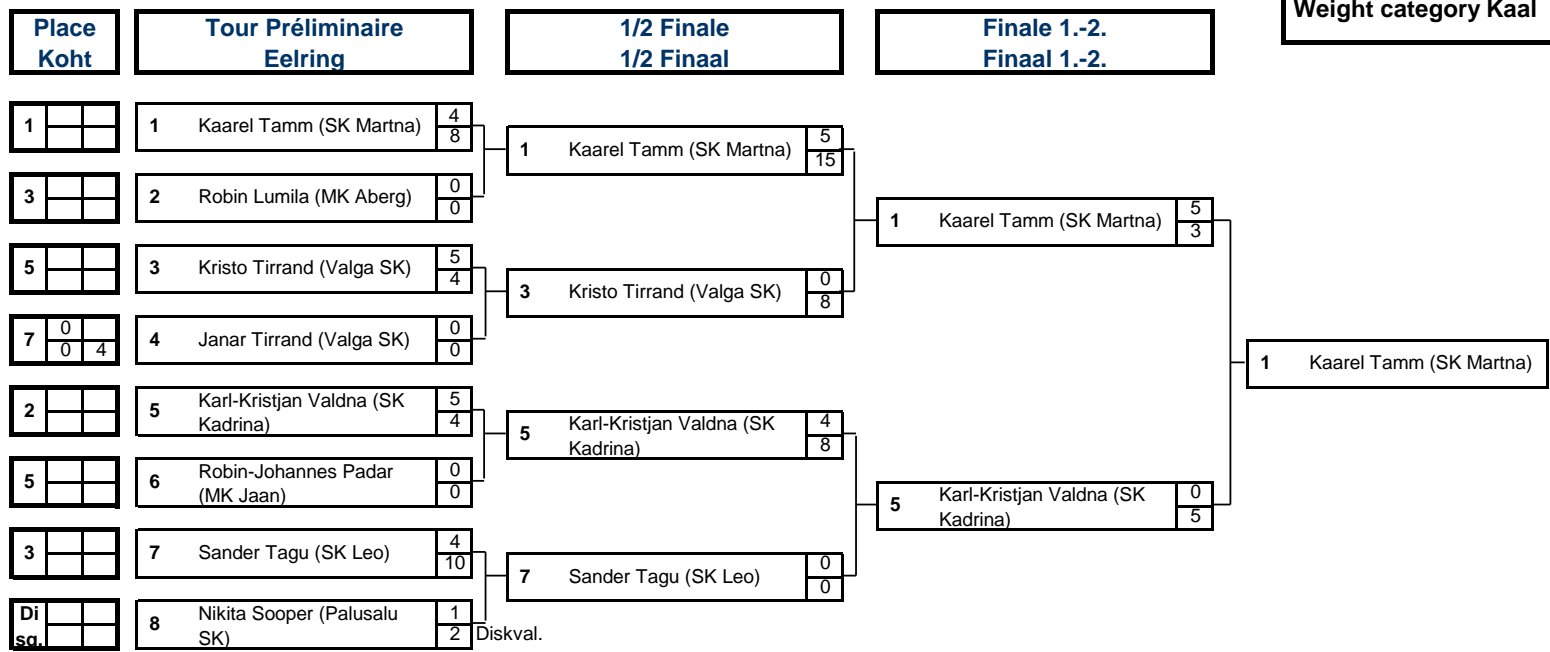 Weight category Kaal
Place
Koht
Tour Préliminaire
Eelring
1/2 Finale
1/2 Finaal
Finale 1.-2.
Finaal 1.-2.
1
1 Kaarel Tamm (SK Martna) 4
8
1 Kaarel Tamm (SK Martna) 5
15
3
2 Robin Lumila (MK Aberg) 0
0
1 Kaarel Tamm (SK Martna) 5
3
5
3 Kristo Tirrand (Valga SK) 5
4
3 Kristo Tirrand (Valga SK) 0
8
7 0
0 4
4 Janar Tirrand (Valga SK) 0
0
1 Kaarel Tamm (SK Martna)
2
5 Karl-Kristjan Valdna (SK
Kadrina) 5
4
5 Karl-Kristjan Valdna (SK
Kadrina) 4
8
5
6 Robin-Johannes Padar
(MK Jaan) 0
0
5 Karl-Kristjan Valdna (SK
Kadrina) 0
5
3
7 Sander Tagu (SK Leo) 4
10
7 Sander Tagu (SK Leo) 0
0
Di
sq.
8 Nikita Sooper (Palusalu
SK) 1
2 Diskval.